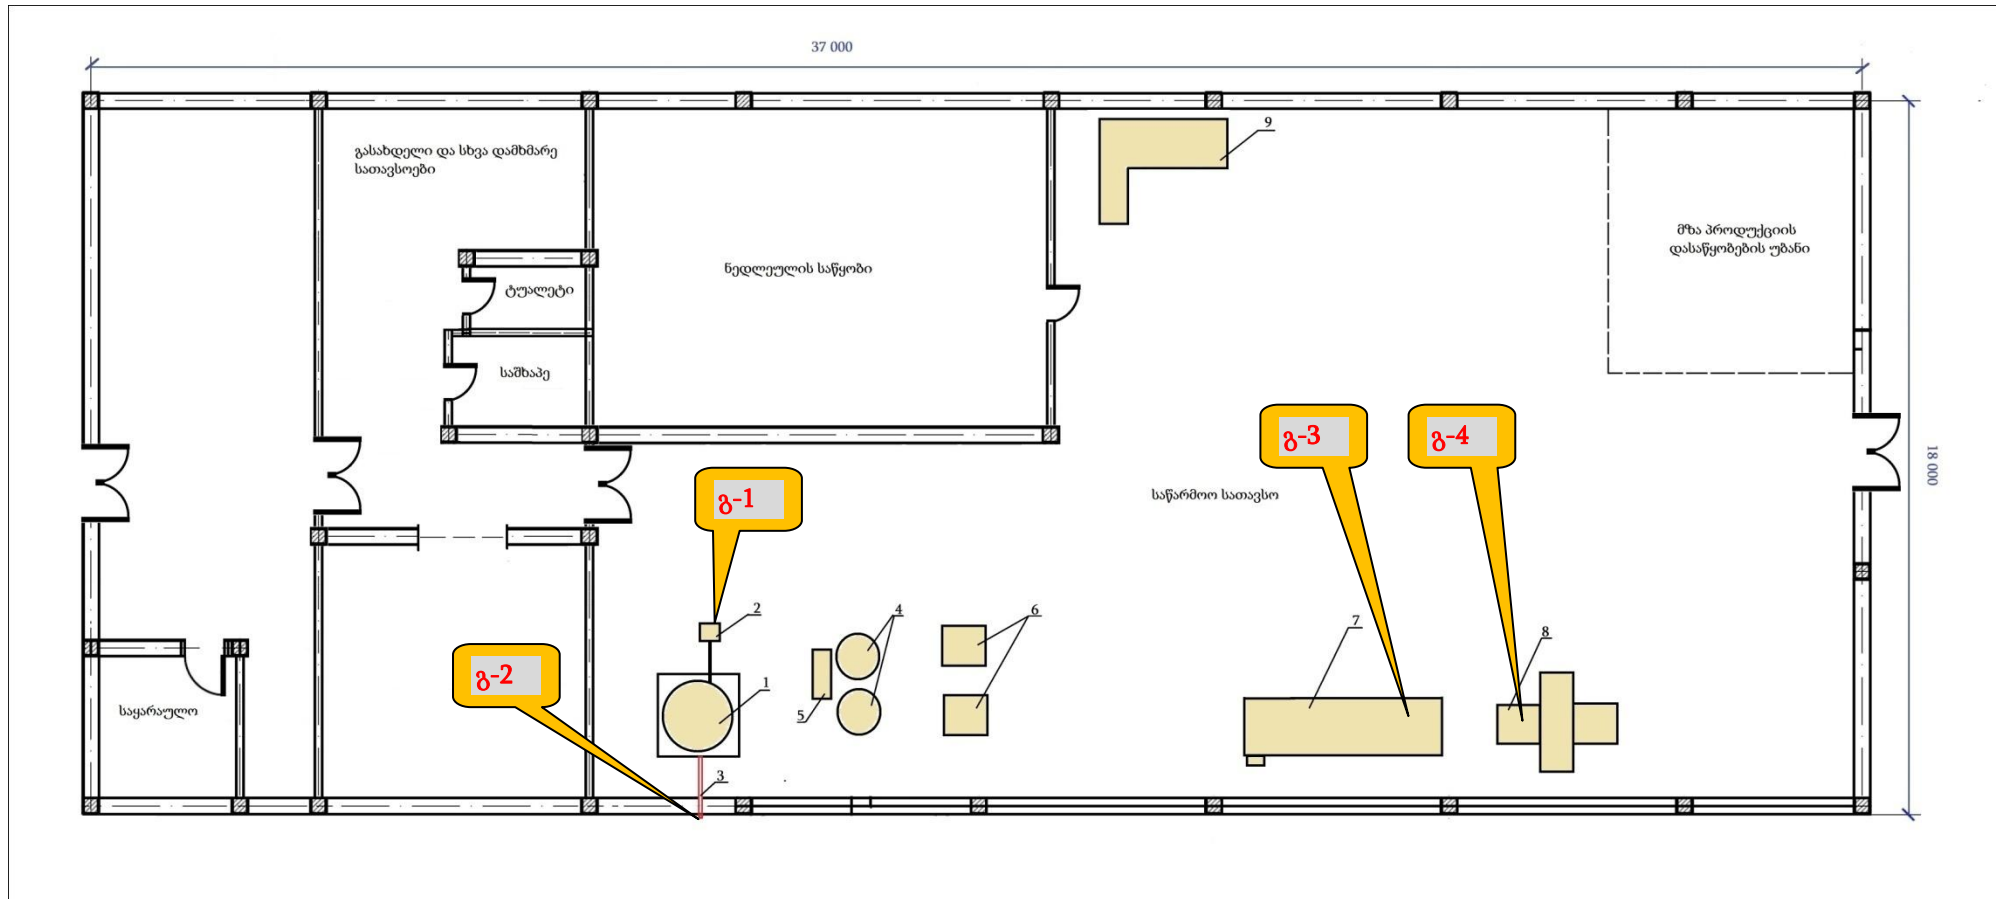 37 000
9
გასახდელი და სხვა დამხმარე
სათავსოები
მზა პროდუქციის
დასაწყობების უბანი
ნედლეულის საწყობი
ტუალეტი
საშხაპე
გ-3
გ-4
18 000
გ-1
საწარმოო სათავსო
2
4
6
7
8
გ-2
1
5
საყარაულო
3